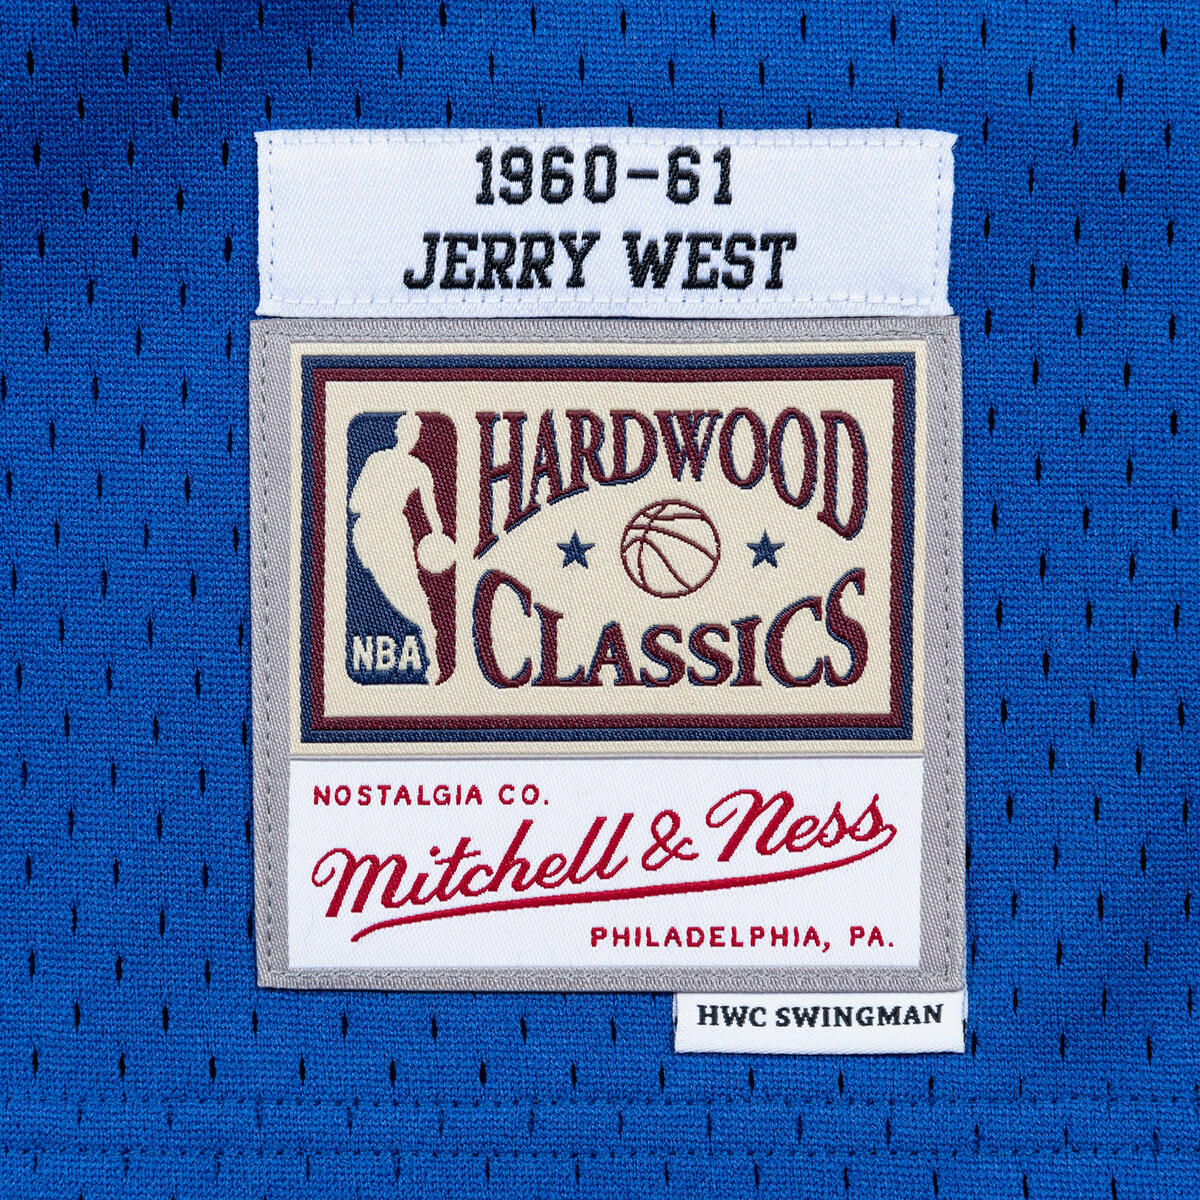 1960-61
JERRY WEST
HARDWOOD
CLASSICS
NBA
NOSTALGIA CO.
Mitchell & Ness
PHILADELPHIA, PA.
HWC SWINGMAN